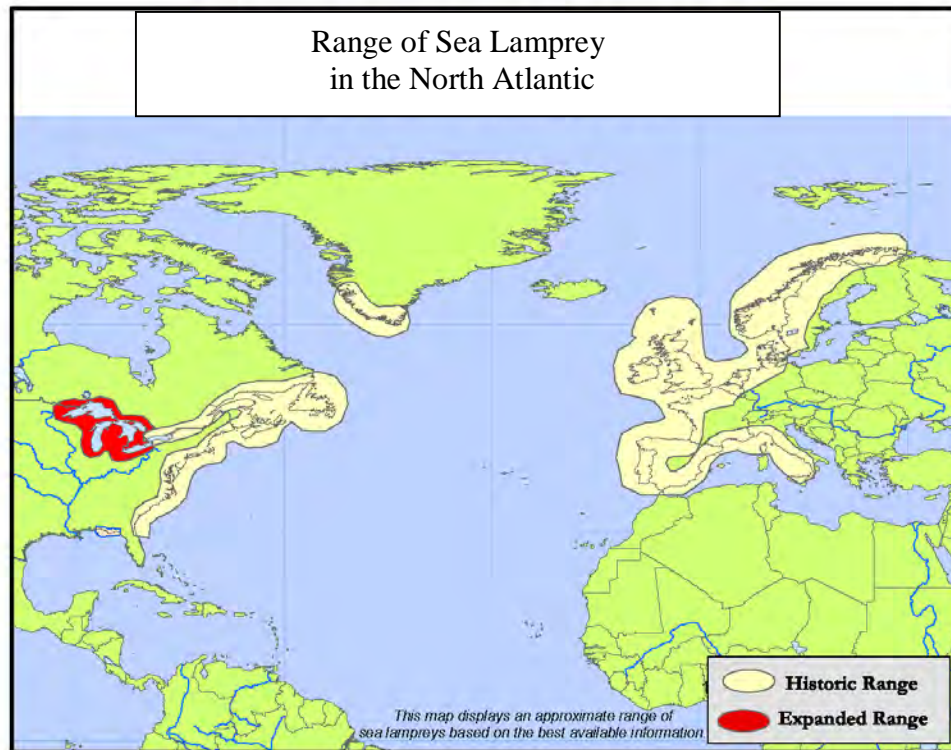 Range of Sea Lamprey
in the North Atlantic
This map displays an approximate range of
sea lampreys based on the best available information
Historic Range
Expanded Range